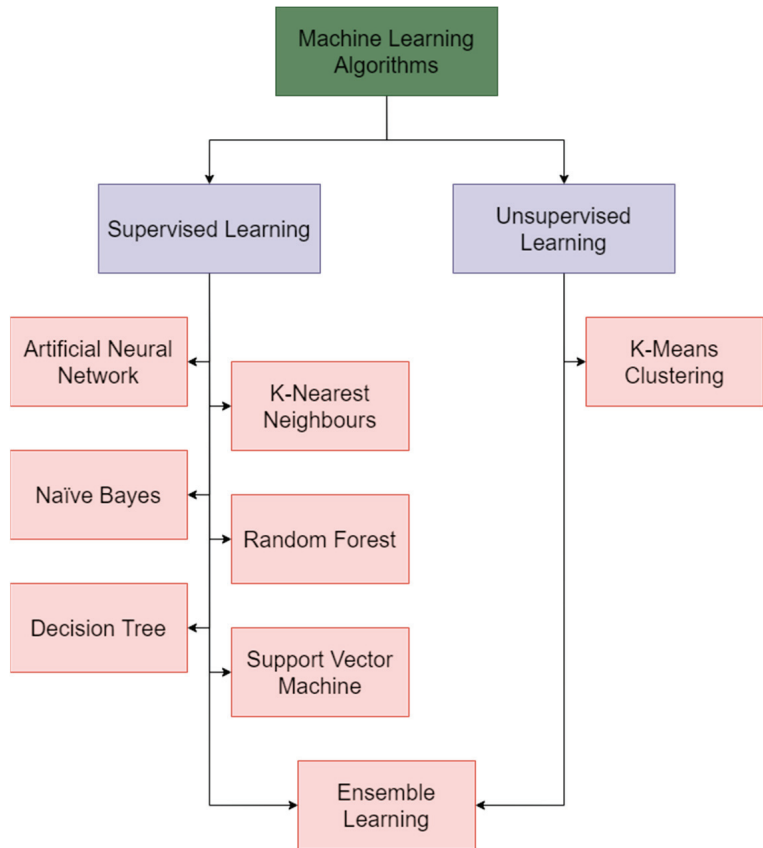 Machine Learning
Algorithms
Supervised Learning
Unsupervised
Learning
Artificial Neural
Network
K-Nearest
Neighbours
K-Means
Clustering
Naïve Bayes
Random Forest
Decision Tree
Support Vector
Machine
Ensemble
Learning